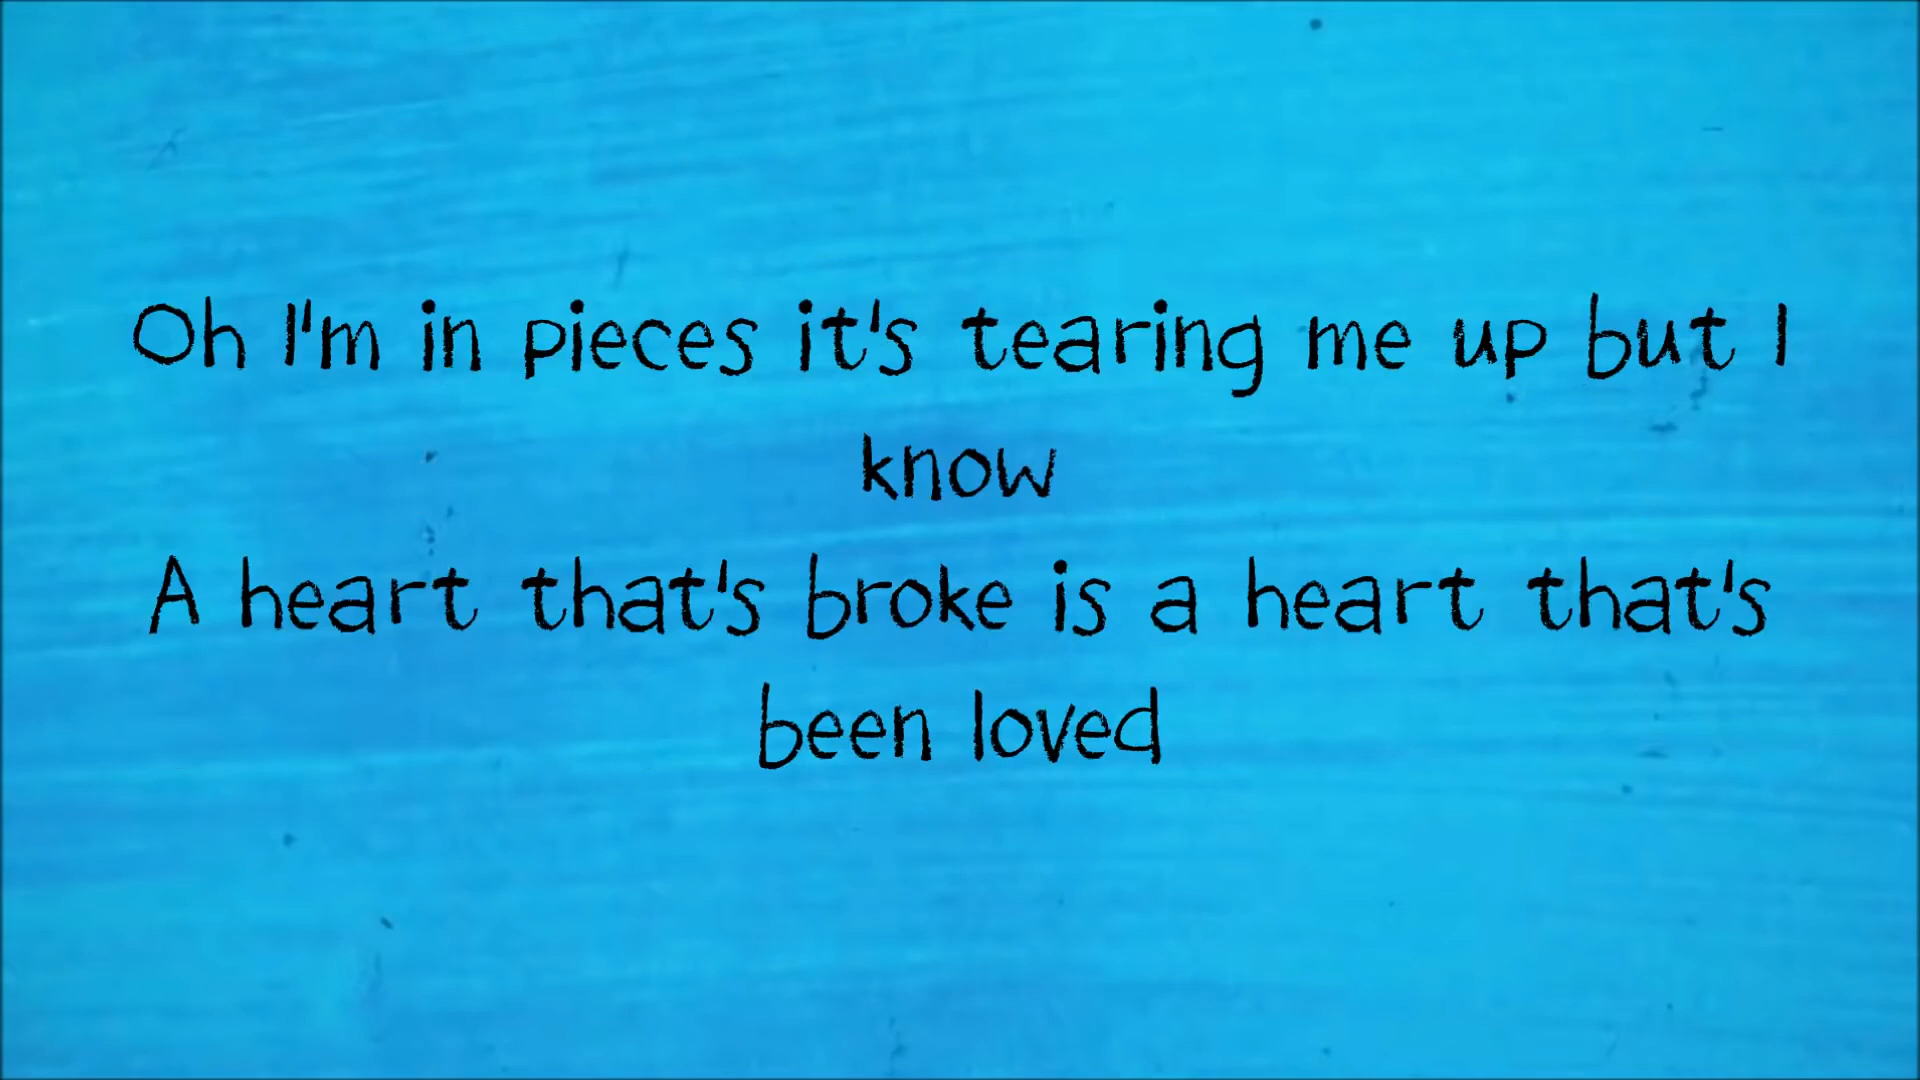 Oh I'm in pieces it's tearing me up but I
know
A heart that's broke is a heart that's
been loved